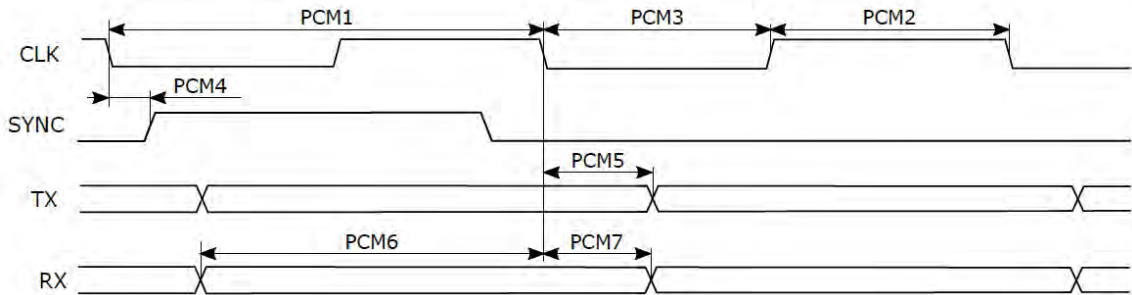 PCM1 PCM3 PCM2
CLK
PCM4
SYNC
PCM5
TX
PCM6 PCM7
RX